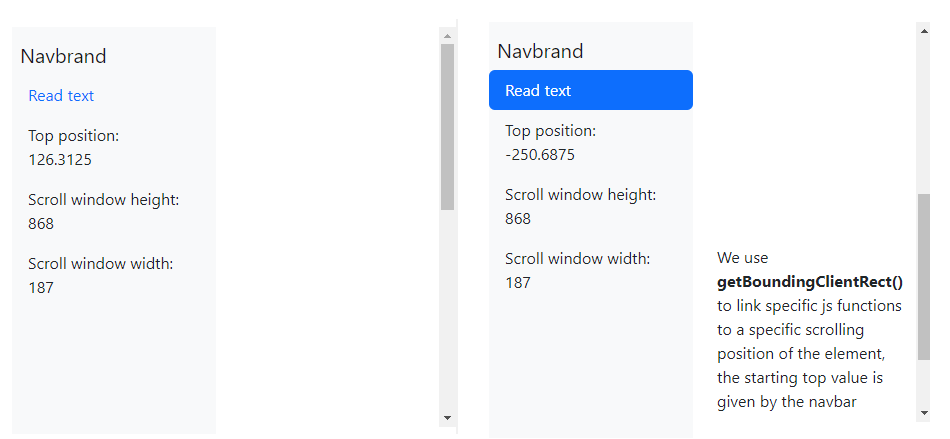 Navbrand
Read text
Top position:
126.3125
Scroll window height:
868
Scroll window width:
187
Navbrand
Read text
Top position:
-250.6875
Scroll window height:
868
Scroll window width:
187
We use
getBoundingClientRect()
to link specific js functions
to a specific scrolling
position of the element,
the starting top value is
given by the navbar